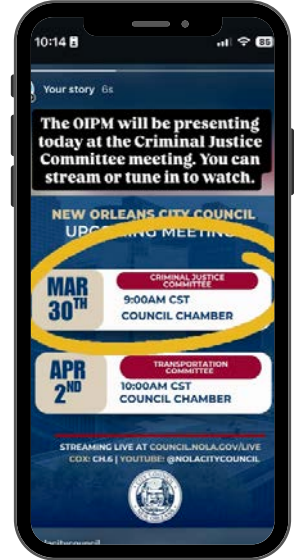 10:14
85
Your story 6s
The OIPM will be presenting
today at the Criminal Justice
Committee meeting. You can
stream or tune in to watch.
NEW ORLEANS CITY COUNCIL
UPCOMING MEETINGS
MAR
30TH
CRIMINAL JUSTICE
COMMITTEE
9:00AM CST
COUNCIL CHAMBER
APR
2ND
TRANSPORTATION
COMMITTEE
10:00AM CST
COUNCIL CHAMBER
STREAMING LIVE AT COUNCIL.NOLA.GOV/LIVE
COX: CH.6 | YOUTUBE: @NOLACITYCOUNCIL